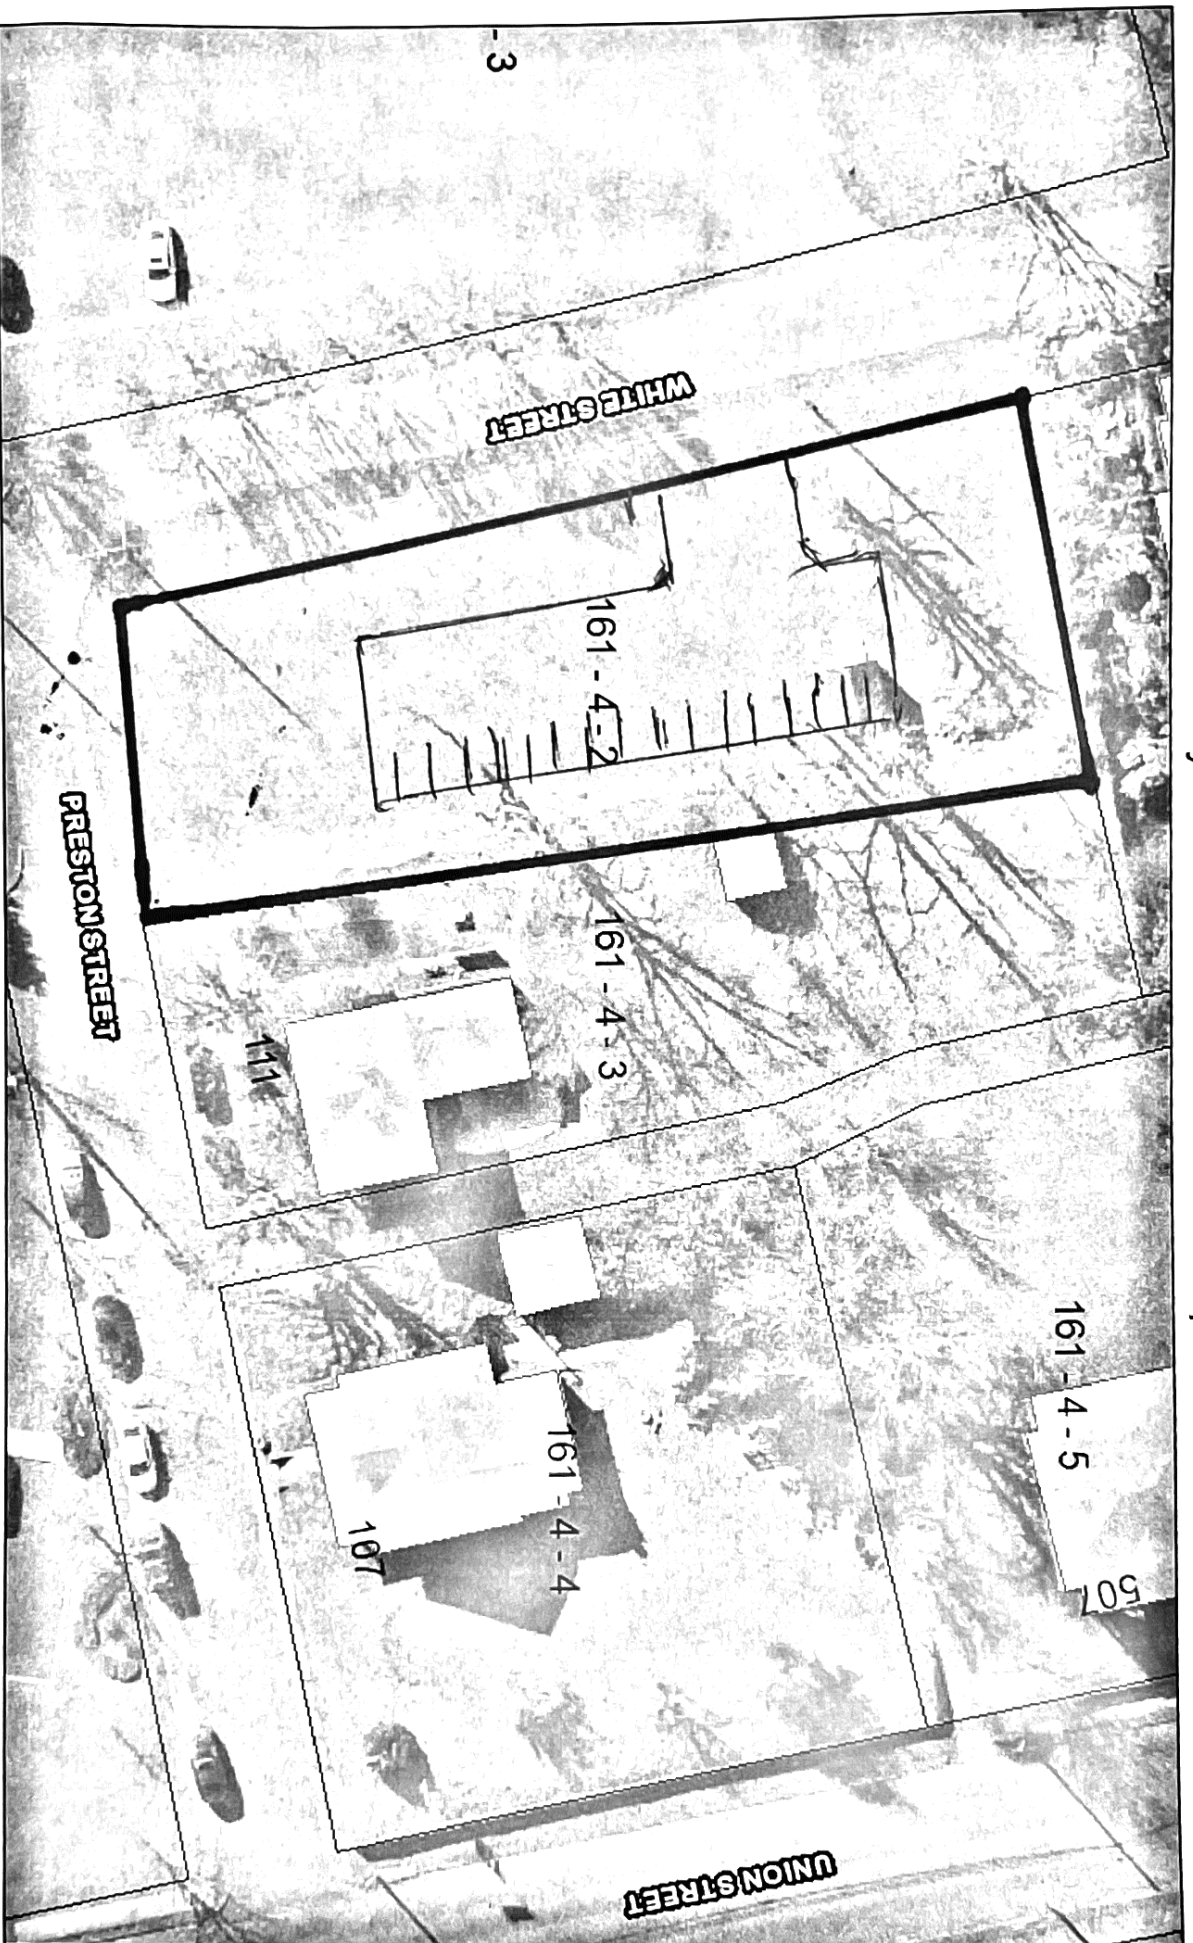 - 3
WHITE STREET
161 - 4 - 2
PRESTON STREET
161 - 4 - 3
111
161 - 4 - 5
161 - 4 - 4
107
507
UNION STREET